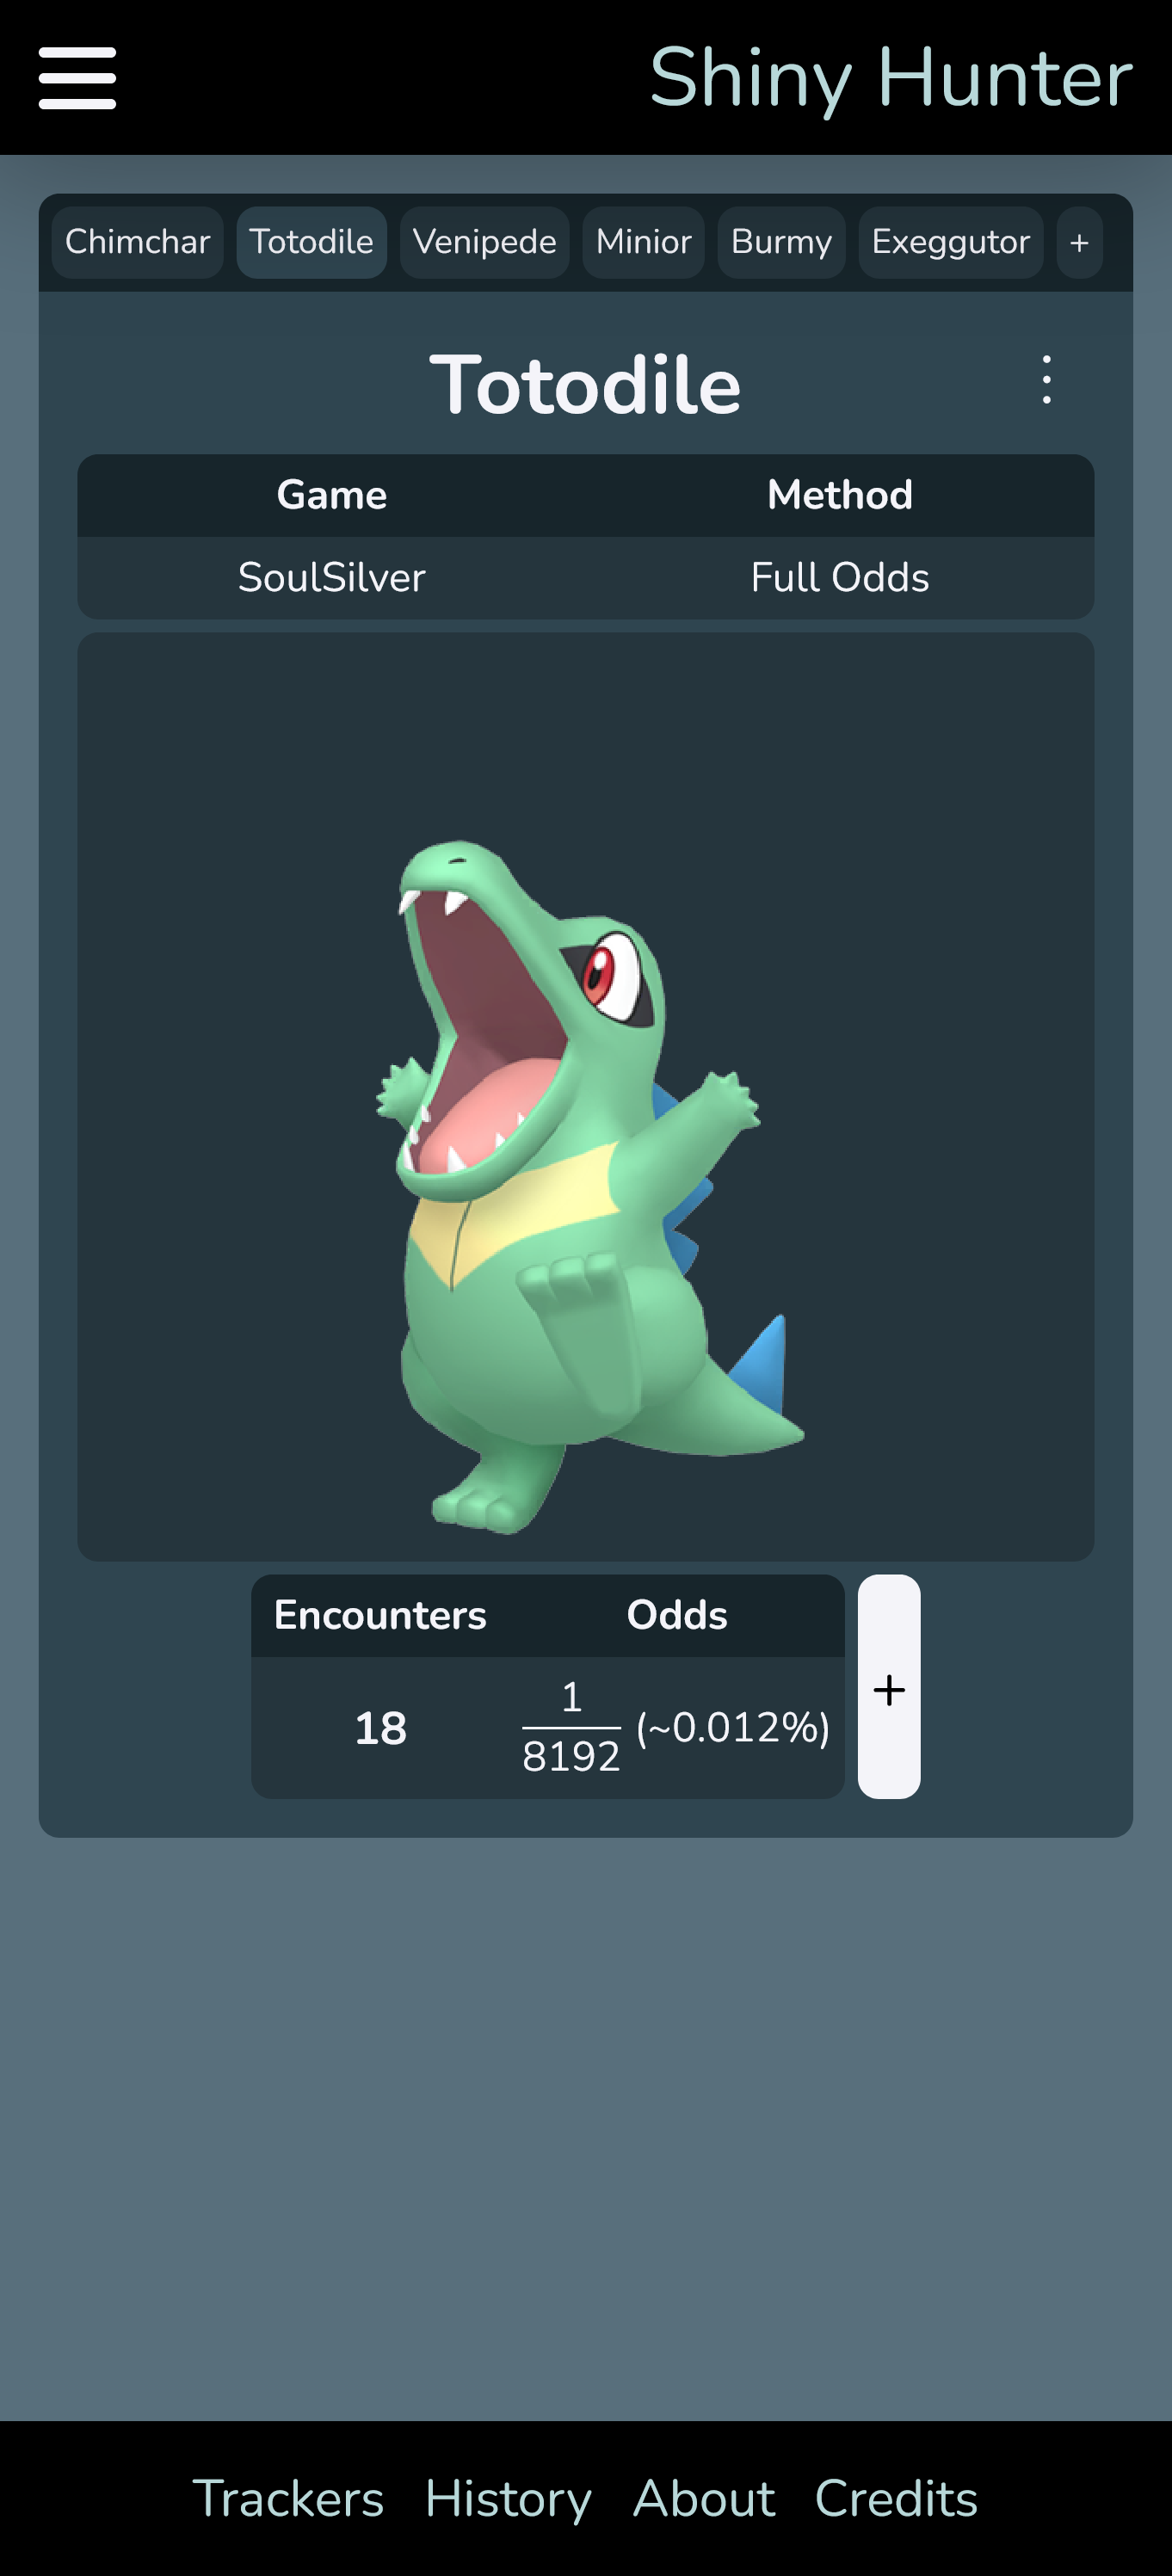 Shiny Hunter
Chimchar Totodile Venipede Minior Burmy Exeggutor +
Totodile
Game Method
SoulSilver Full Odds
Encounters Odds
18 1/8192 (~0.012%)
+
Trackers History About Credits